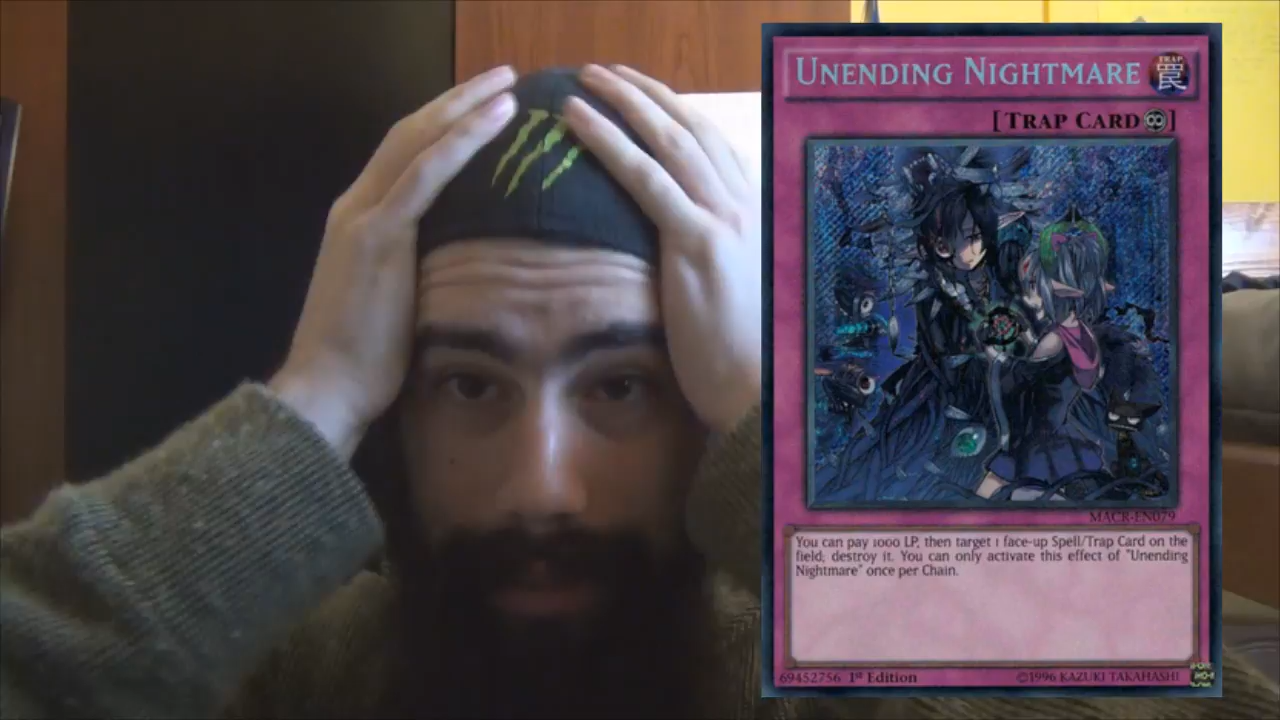 UNENDING NIGHTMARE
TRAP
罠
[TRAP CARD ]
MACR-EN079
You can pay 1000 LP, then target 1 face-up Spell/Trap Card on the
field; destroy it. You can only activate this effect of "Unending
Nightmare" once per Chain.
69452756 1st Edition
©1996 KAZUKI TAKAHASHI